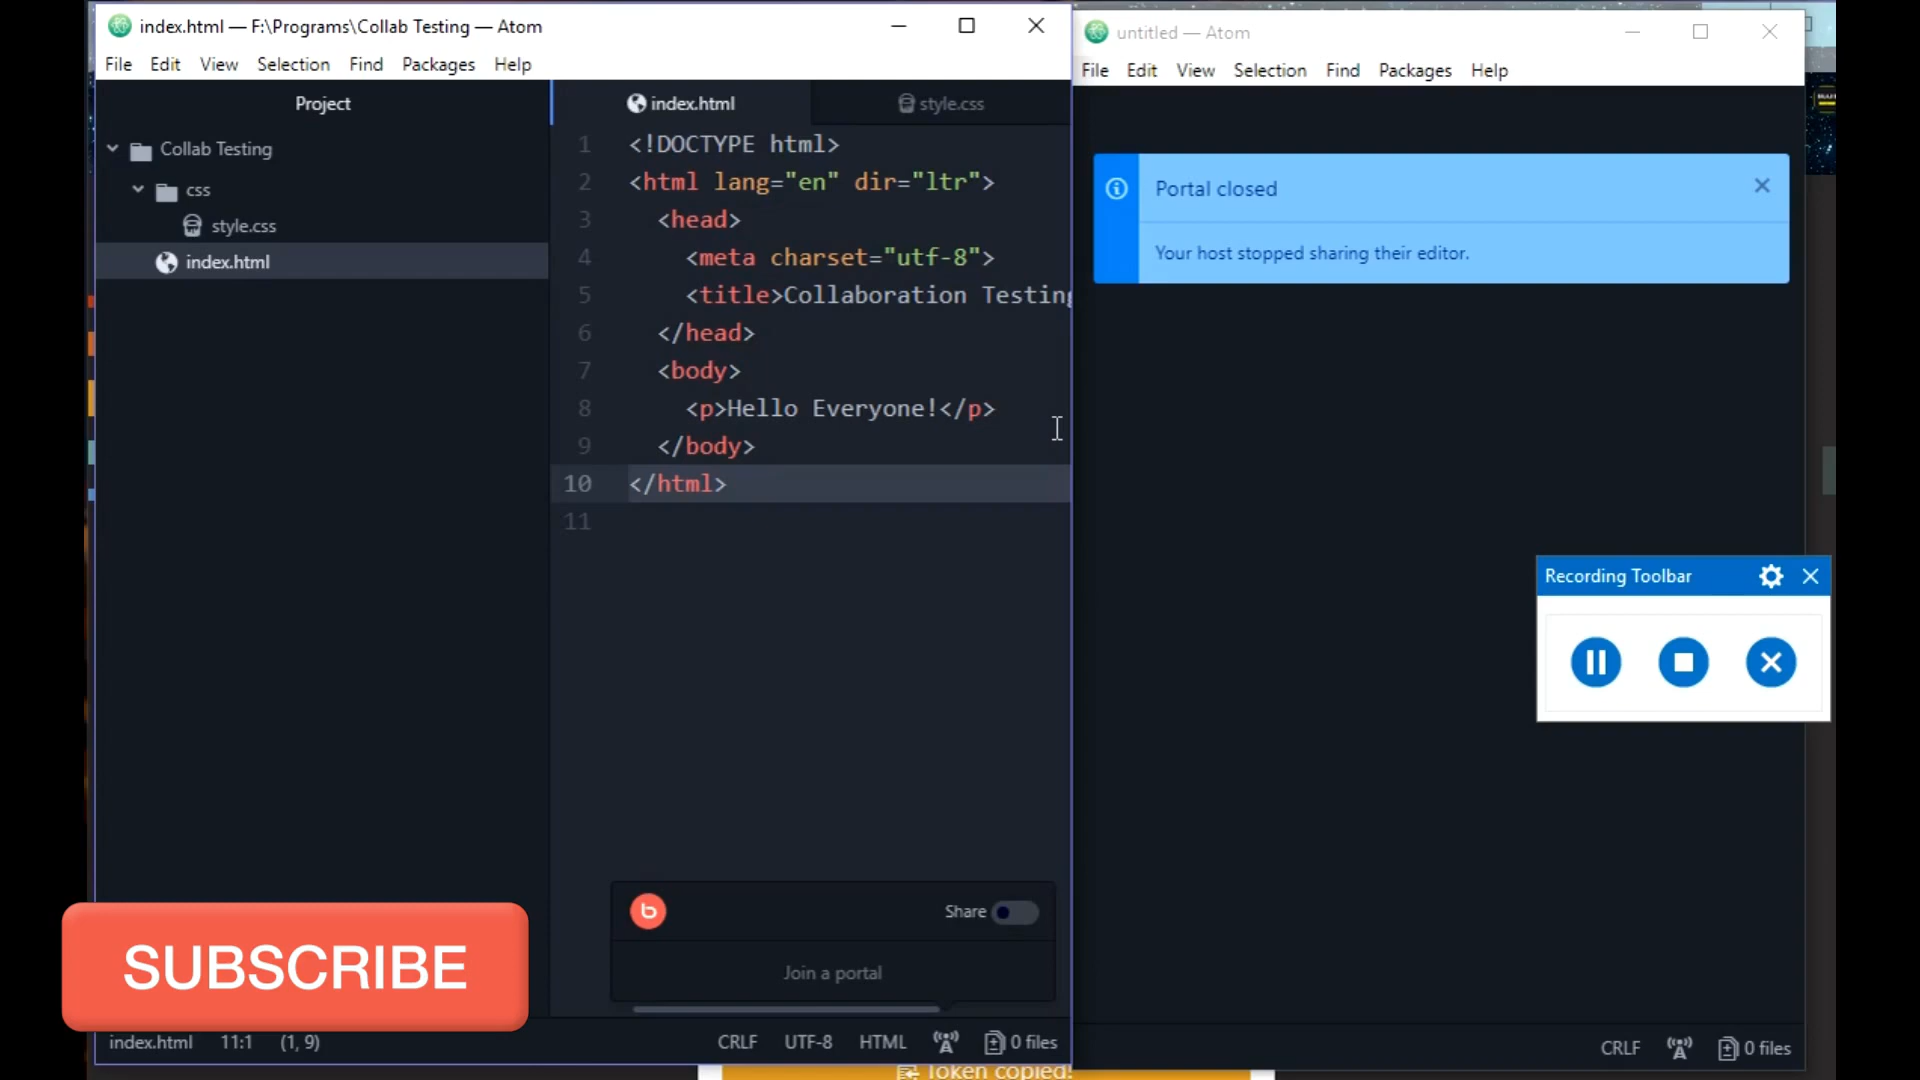 index.html — F:\Programs\Collab Testing — Atom
File Edit View Selection Find Packages Help
Project
Collab Testing
css
style.css
index.html
index.html style.css
1 <!DOCTYPE html>
2 <html lang="en" dir="ltr">
3 <head>
4 <meta charset="utf-8">
5 <title>Collaboration Testing
6 </head>
7 <body>
8 <p>Hello Everyone!</p>
9 </body>
10 </html>
11
Share
Join a portal
SUBSCRIBE
index.html 11:1 (1, 9) CRLF UTF-8 HTML 0 files
untitled — Atom
File Edit View Selection Find Packages Help
Portal closed
Your host stopped sharing their editor.
Recording Toolbar
CRLF 0 files
Token copied!